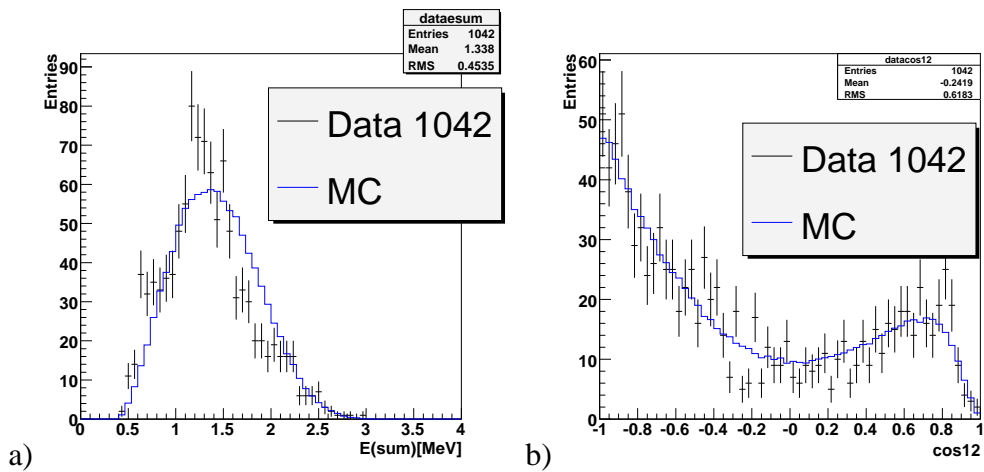 dataesum
Entries 1042
Mean 1.338
RMS 0.4535
Entries
90
80
70
60
50
40
30
20
10
0
Data 1042
MC
0 0.5 1 1.5 2 2.5 3 3.5 4
E(sum)[MeV]
a)
datacos12
Entries 1042
Mean -0.2419
RMS 0.6183
Entries
60
50
40
30
20
10
0
Data 1042
MC
-1 -0.8 -0.6 -0.4 -0.2 -0 0.2 0.4 0.6 0.8 1
cos12
b)